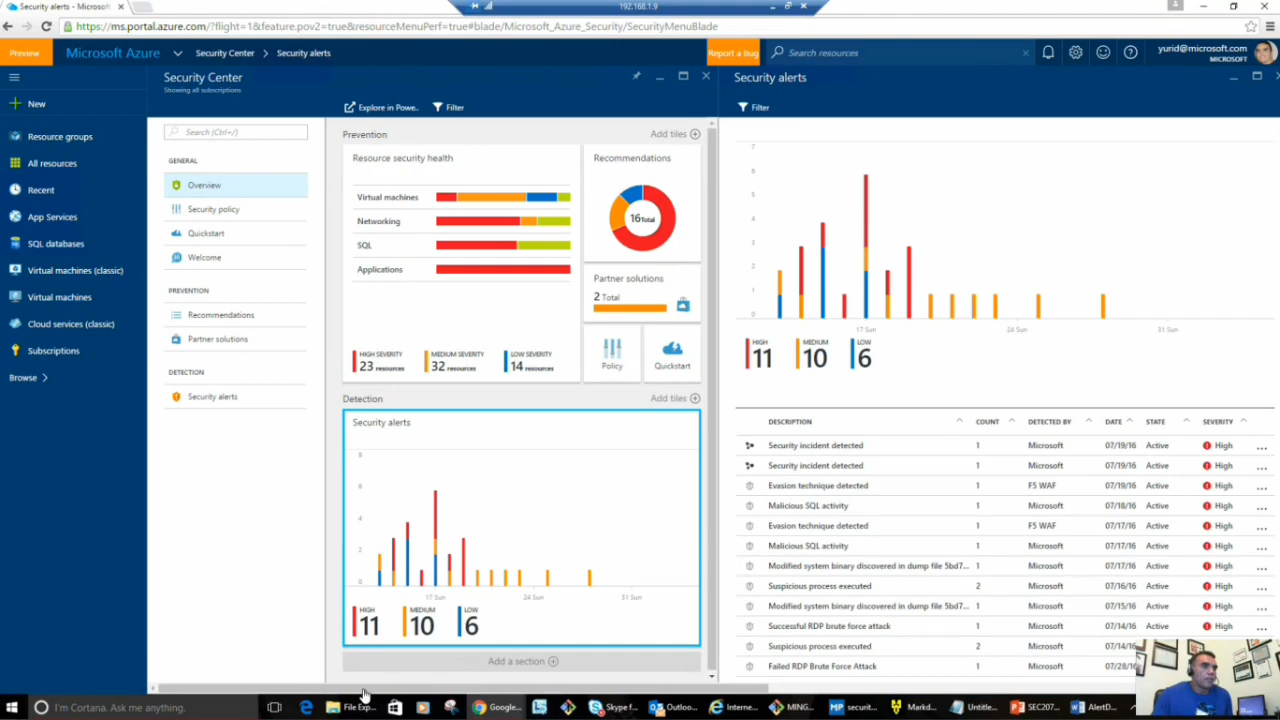 Security alerts - Microsoft
192.168.1.9
https://ms.portal.azure.com/?flight=1&feature.pov2=true&resourceMenuPerf=true#blade/Microsoft_Azure_Security/SecurityMenuBlade
Preview
Microsoft Azure
Security Center
Security alerts
Report a bug
Search resources
yurid@microsoft.com
MICROSOFT
New
Resource groups
All resources
Recent
App Services
SQL databases
Virtual machines (classic)
Virtual machines
Cloud services (classic)
Subscriptions
Browse
Security Center
Showing all subscriptions
Explore in Powe..
Filter
Search (Ctrl+/)
GENERAL
Overview
Security policy
Quickstart
Welcome
PREVENTION
Recommendations
Partner solutions
DETECTION
Security alerts
Prevention
Add tiles
Resource security health
Virtual machines
Networking
SQL
Applications
HIGH SEVERITY
23 resources
MEDIUM SEVERITY
32 resources
LOW SEVERITY
14 resources
Recommendations
16 Total
Partner solutions
2 Total
Policy
Quickstart
Detection
Add tiles
Security alerts
8
6
4
2
0
17 Sun
24 Sun
31 Sun
HIGH
11
MEDIUM
10
LOW
6
Add a section
Security alerts
Filter
7
6
5
4
3
2
1
0
17 Sun
24 Sun
31 Sun
HIGH
11
MEDIUM
10
LOW
6
DESCRIPTION COUNT DETECTED BY DATE STATE SEVERITY
Security incident detected 1 Microsoft 07/19/16 Active High ...
Security incident detected 1 Microsoft 07/19/16 Active High ...
Evasion technique detected 1 F5 WAF 07/19/16 Active High ...
Malicious SQL activity 1 Microsoft 07/18/16 Active High ...
Evasion technique detected 1 F5 WAF 07/17/16 Active High ...
Malicious SQL activity 1 Microsoft 07/17/16 Active High ...
Modified system binary discovered in dump file 5bd7... 1 Microsoft 07/17/16 Active High ...
Suspicious process executed 2 Microsoft 07/16/16 Active High ...
Modified system binary discovered in dump file 5bd7... 1 Microsoft 07/15/16 Active High ...
Successful RDP brute force attack 1 Microsoft 07/14/16 Active High ...
Suspicious process executed 2 Microsoft 07/14/16
Failed RDP Brute Force Attack 1 Microsoft 07/28/
I'm Cortana. Ask me anything.
File Exp...
Google...
Skype f...
Outloo...
Interne...
MING...
securit...
Markd...
Untitle...
SEC207...
AlertD...